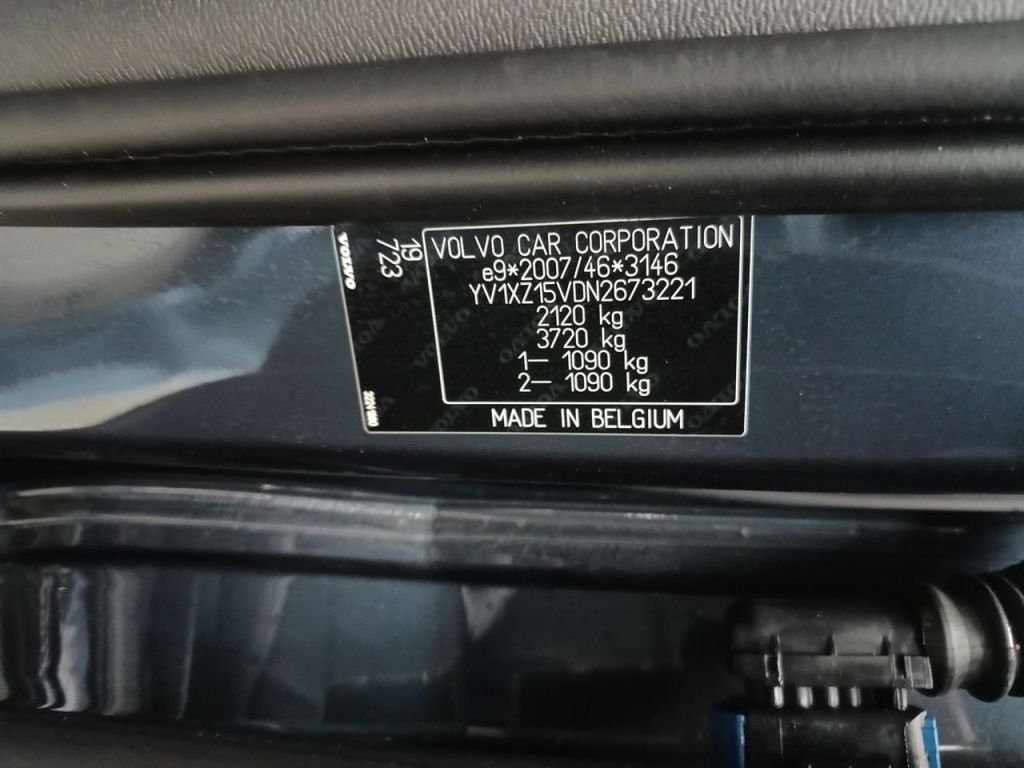 VOLVO CAR CORPORATION
e9*2007/46*3146
YV1XZ15VDN2673221
2120 kg
3720 kg
1– 1090 kg
2– 1090 kg
MADE IN BELGIUM
19
723
VOLVO